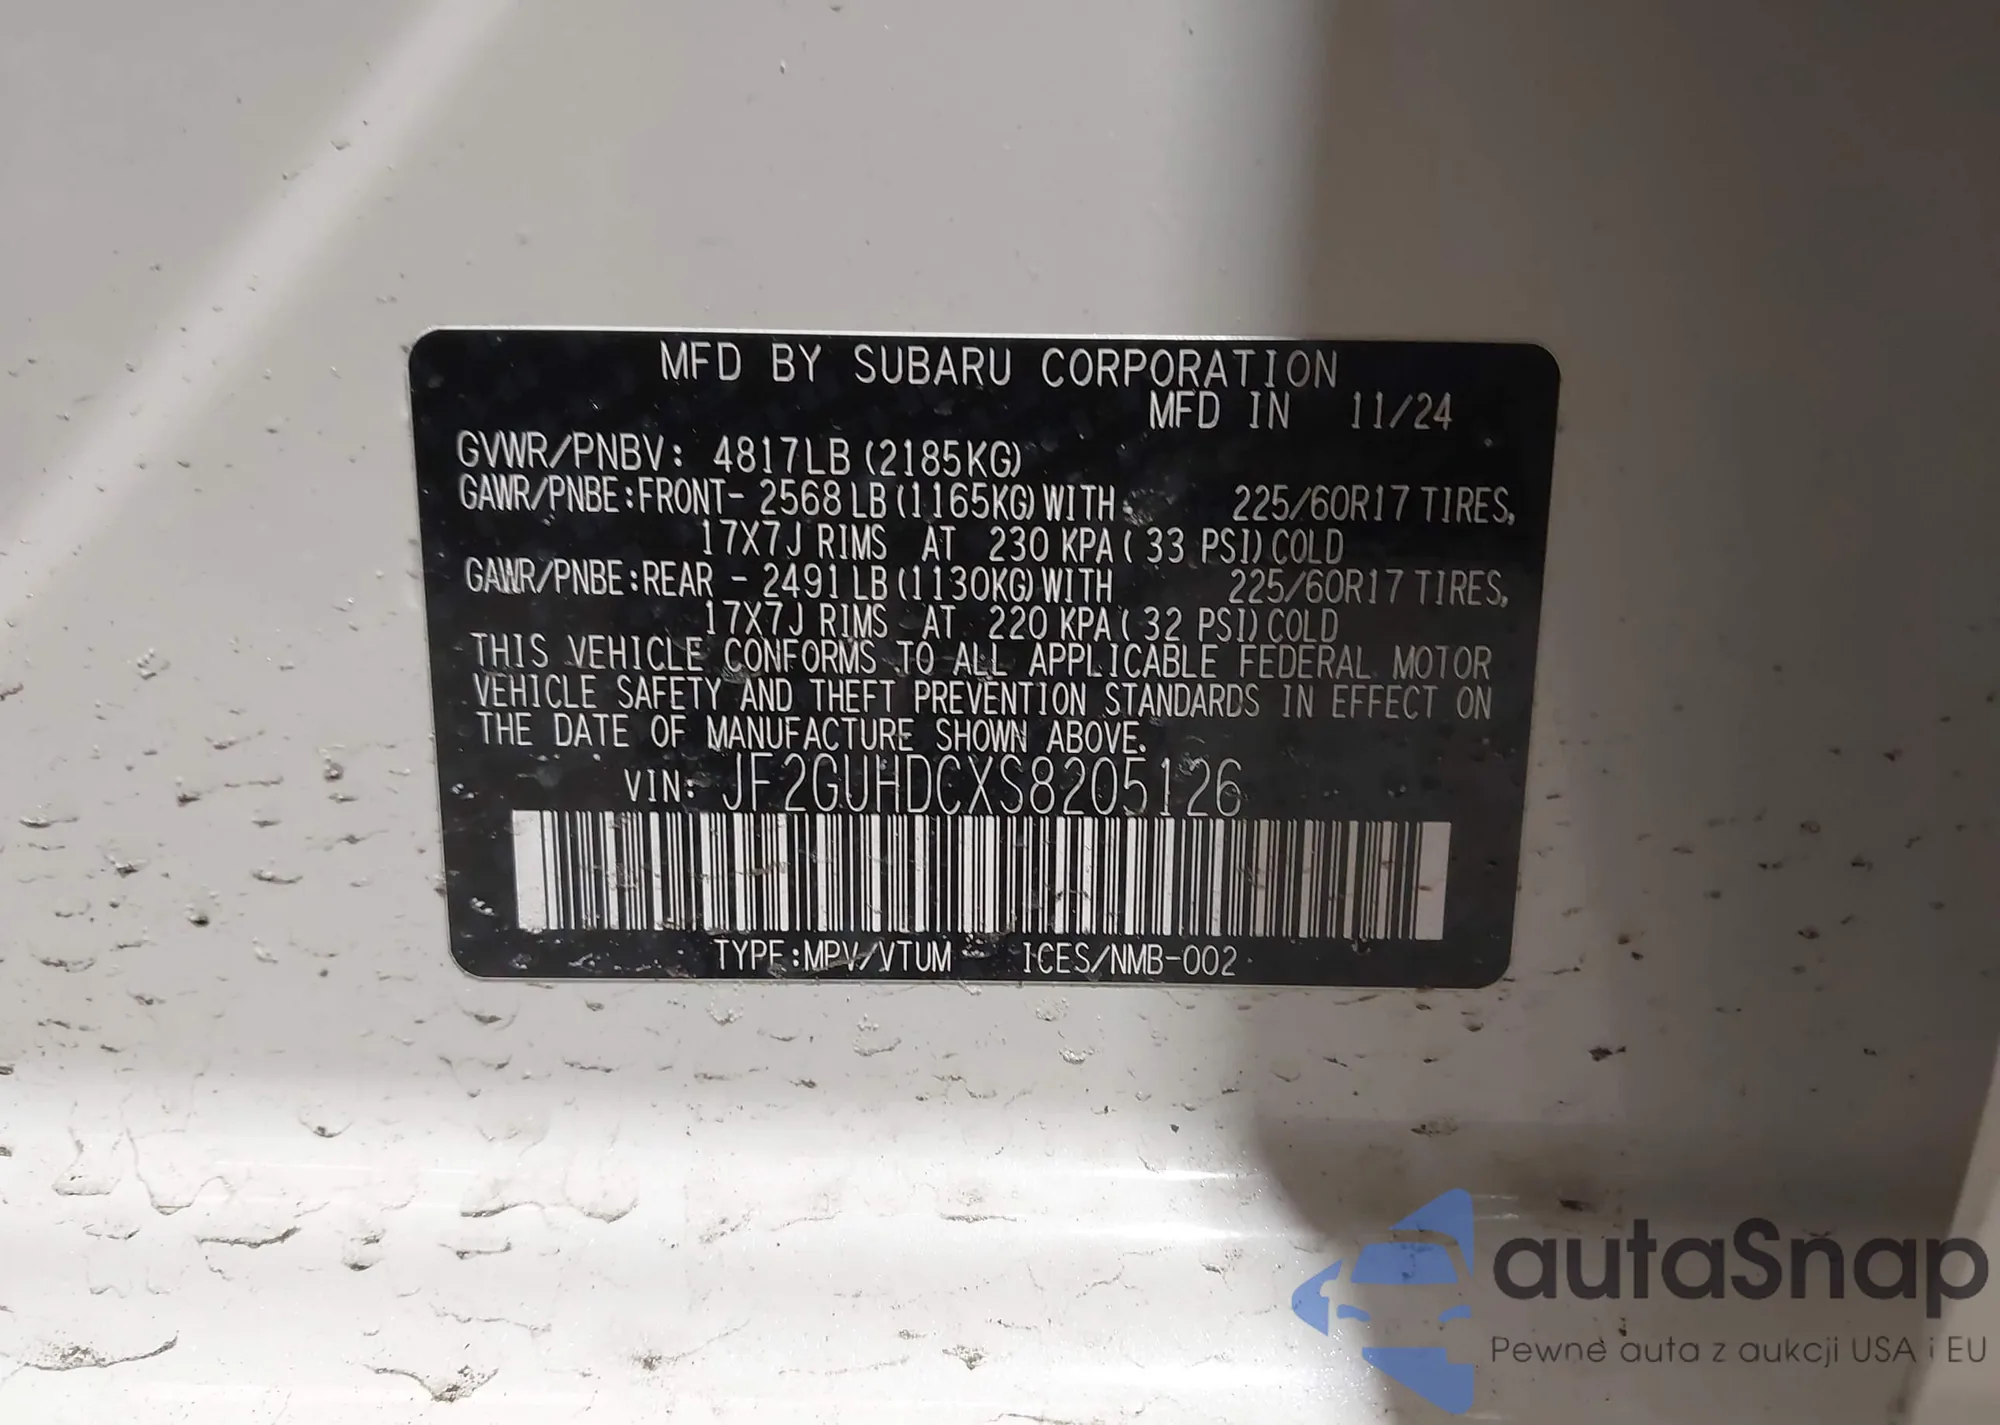 MFD BY SUBARU CORPORATION
MFD IN 11/24
GVWR/PNBV: 4817LB (2185KG)
GAWR/PNBE:FRONT- 2568 LB (1165KG) WITH 225/60R17 TIRES,
17X7J RIMS AT 230 KPA ( 33 PSI) COLD
GAWR/PNBE:REAR - 2491 LB (1130KG) WITH 225/60R17 TIRES,
17X7J RIMS AT 220 KPA ( 32 PSI) COLD
THIS VEHICLE CONFORMS TO ALL APPLICABLE FEDERAL MOTOR
VEHICLE SAFETY AND THEFT PREVENTION STANDARDS IN EFFECT ON
THE DATE OF MANUFACTURE SHOWN ABOVE.
VIN: JF2GUHDCXS8205126
TYPE:MPV/VTUM ICES/NMB-002
autaSnap
Pewne auta z aukcji USA i EU